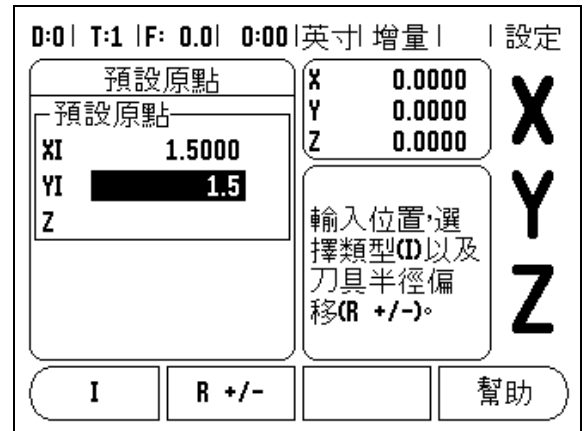 D:0| T:1 |F: 0.0| 0:00|英寸|增量| |設定
預設原點
預設原點
XI 1.5000
YI 1.5
Z
X 0.0000
Y 0.0000
Z 0.0000
輸入位置,選
擇類型(I)以及
刀具半徑偏
移(R +/-)。
X
Y
Z
I
R +/-
幫助